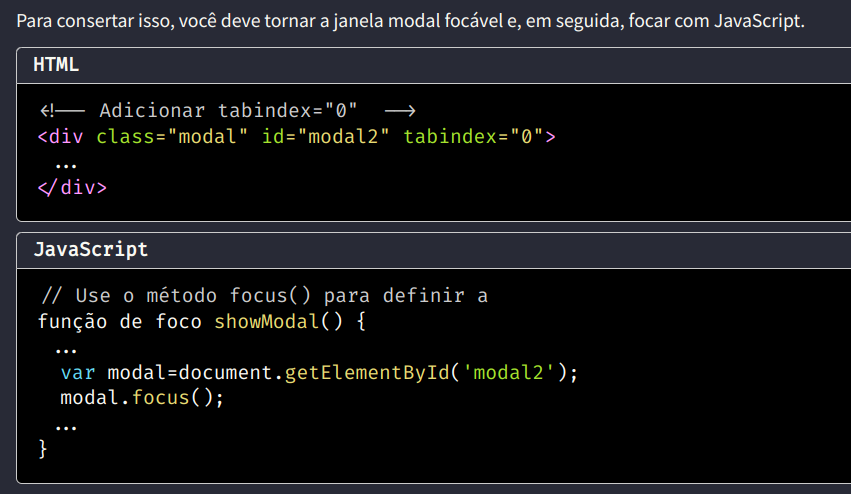 Para consertar isso, você deve tornar a janela modal focável e, em seguida, focar com JavaScript.
HTML
<!-- Adicionar tabindex="0"  -->
<div class="modal" id="modal2" tabindex="0">
...
</div>
JavaScript
// Use o método focus() para definir a
função de foco showModal() {
...
var modal=document.getElementById('modal2');
modal.focus();
...
}